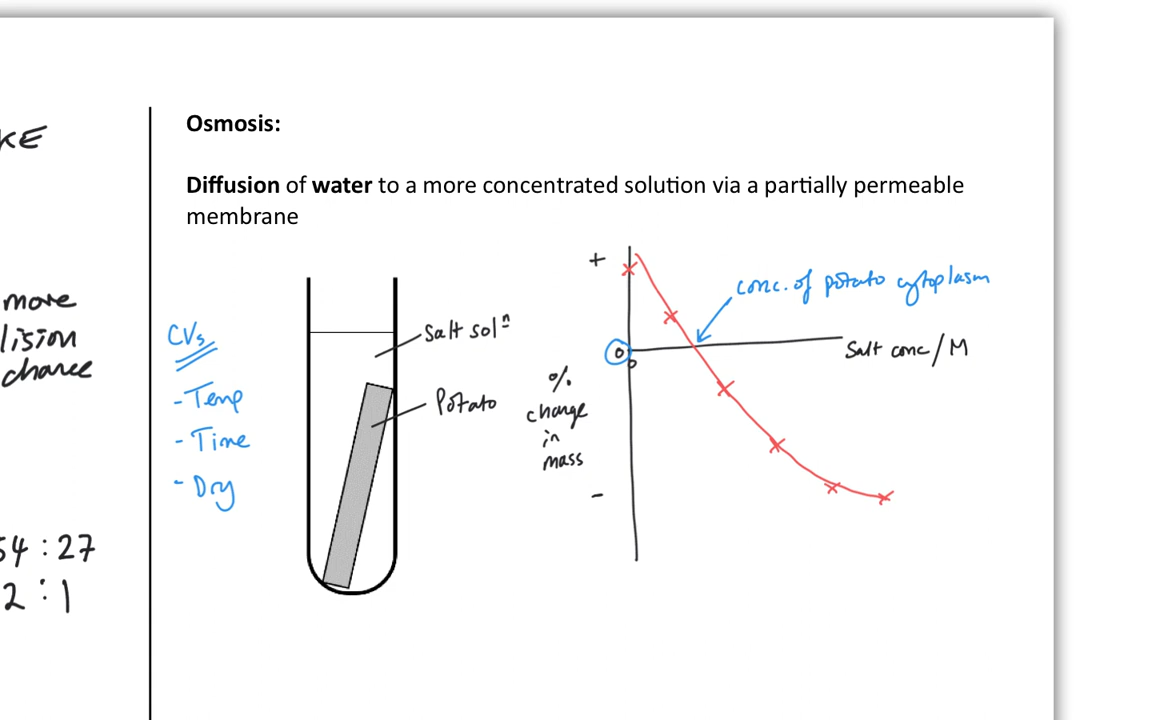 KE
more
lision
chance
54 : 27
2 : 1
Osmosis:
Diffusion of water to a more concentrated solution via a partially permeable
membrane
CVs
- Temp
- Time
- Dry
Salt solⁿ
Potato
+
conc. of potato cytoplasm
0
0
Salt conc/M
%
change
in
mass
-